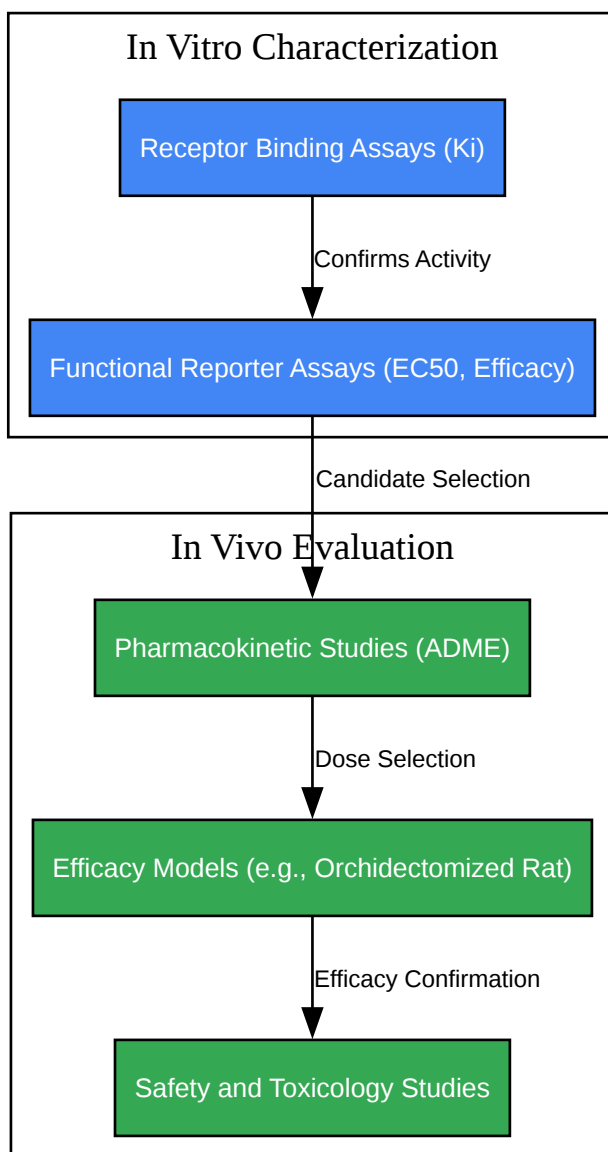 In Vitro Characterization
Receptor Binding Assays (Ki)
Confirms Activity
Functional Reporter Assays (EC50, Efficacy)
Candidate Selection
In Vivo Evaluation
Pharmacokinetic Studies (ADME)
Dose Selection
Efficacy Models (e.g., Orchidectomized Rat)
Efficacy Confirmation
Safety and Toxicology Studies